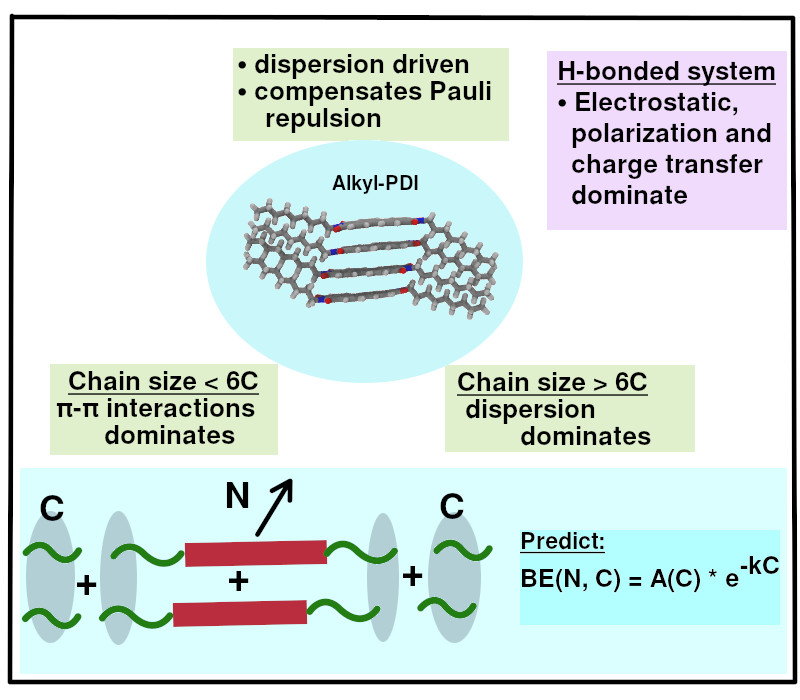 • dispersion driven
• compensates Pauli
repulsion
H-bonded system
• Electrostatic,
polarization and
charge transfer
dominate
Alkyl-PDI
Chain size < 6C
π-π interactions
dominates
Chain size > 6C
dispersion
dominates
C
N
C
+
+
+
Predict:
BE(N, C) = A(C) * e^-kC